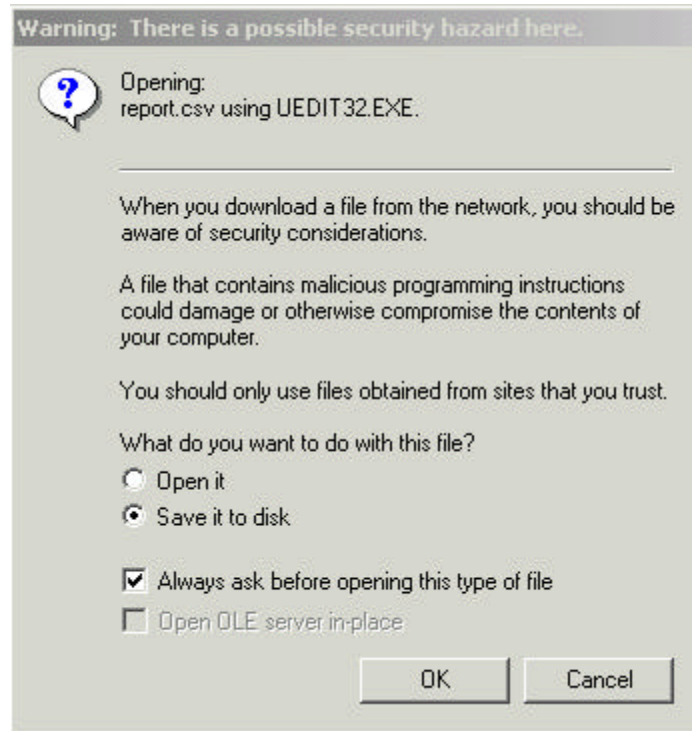 Warning: There is a possible security hazard here.
Opening:
report.csv using UEDIT32.EXE.
When you download a file from the network, you should be
aware of security considerations.
A file that contains malicious programming instructions
could damage or otherwise compromise the contents of
your computer.
You should only use files obtained from sites that you trust.
What do you want to do with this file?
Open it
Save it to disk
Always ask before opening this type of file
Open OLE server in-place
OK
Cancel